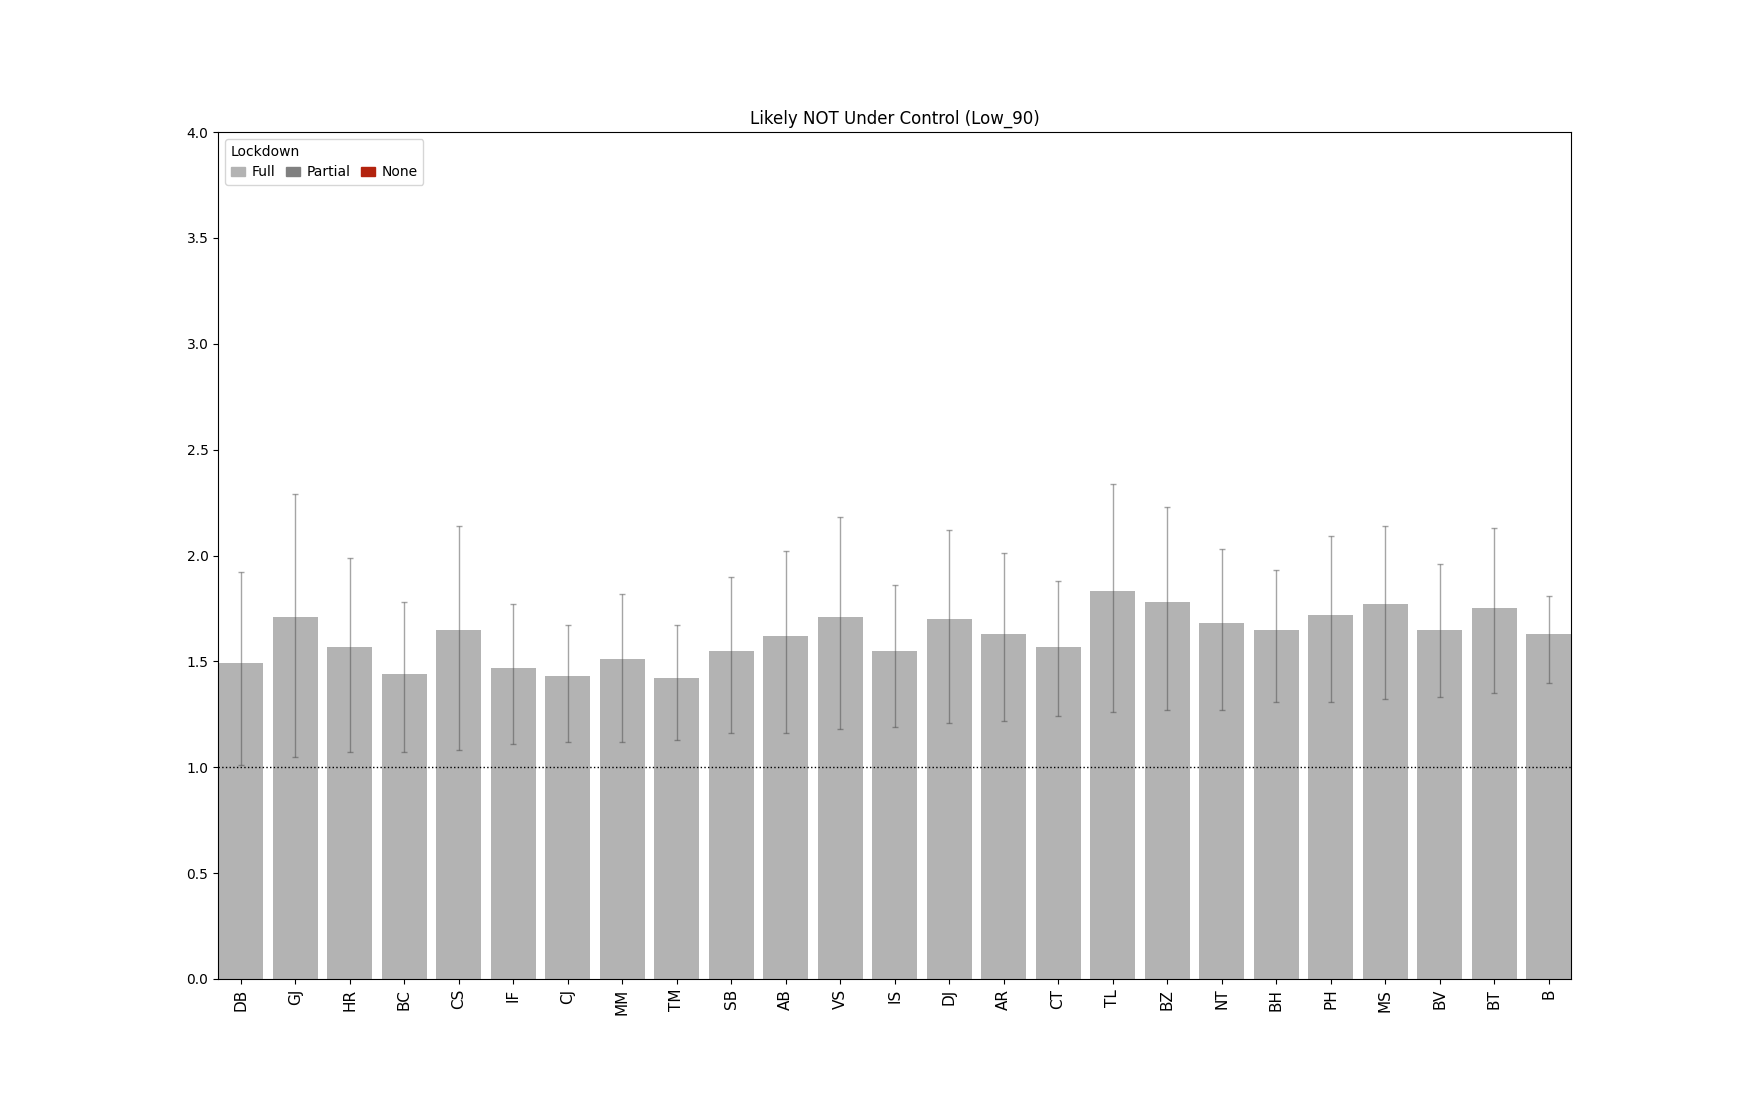 Likely NOT Under Control (Low_90)
Lockdown
Full Partial None
4.0
3.5
3.0
2.5
2.0
1.5
1.0
0.5
0.0
DB GJ HR BC CS IF CJ MM TM SB AB VS IS DJ AR CT TL BZ NT BH PH MS BV BT B